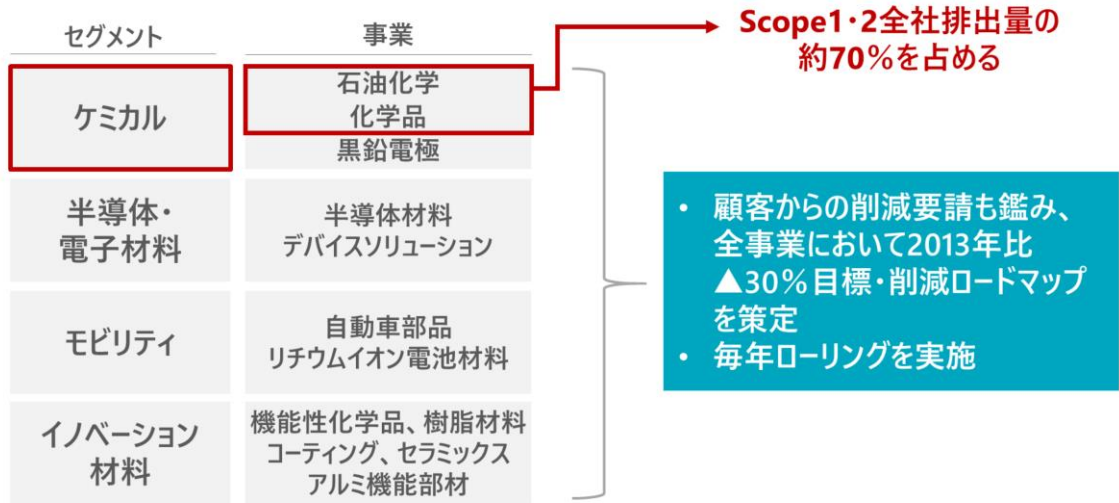 セグメント
事業
Scope1・2全社排出量の
約70%を占める
ケミカル
石油化学
化学品
黒鉛電極
半導体・
電子材料
半導体材料
デバイスソリューション
モビリティ
自動車部品
リチウムイオン電池材料
イノベーション
材料
機能性化学品、樹脂材料
コーティング、セラミックス
アルミ機能部材
• 顧客からの削減要請も鑑み、
全事業において2013年比
▲30%目標・削減ロードマップ
を策定
• 毎年ローリングを実施